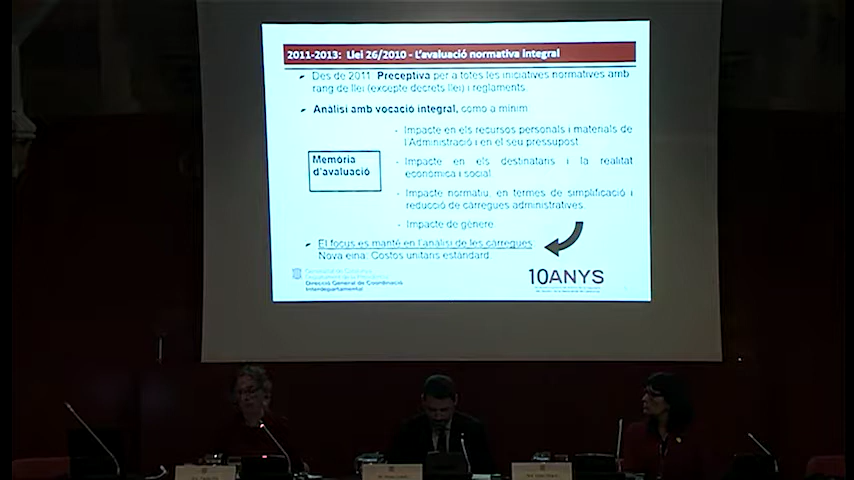 2011-2013: Llei 26/2010 - L'avaluació normativa integral
Des de 2011 Preceptiva per a totes les iniciatives normatives amb
rang de llei (excepte decrets llei) i reglaments.
Anàlisi amb vocació integral, como a mínim
- Impacte en els recursos personals i materials de
l'Administració i en el seu pressupost.
Memòria
d'avaluació
- Impacte en els destinataris i la realitat
econòmica i social
- Impacte normatiu, en termes de simplificació i
reducció de càrregues administratives.
- Impacte de gènere.
El focus es manté en l'anàlisi de les càrregues
Nova eina: Costos unitaris estàndard.
Generalitat de Catalunya
Departament de la Presidència
Direcció General de Coordinació
Interdepartamental
10ANYS